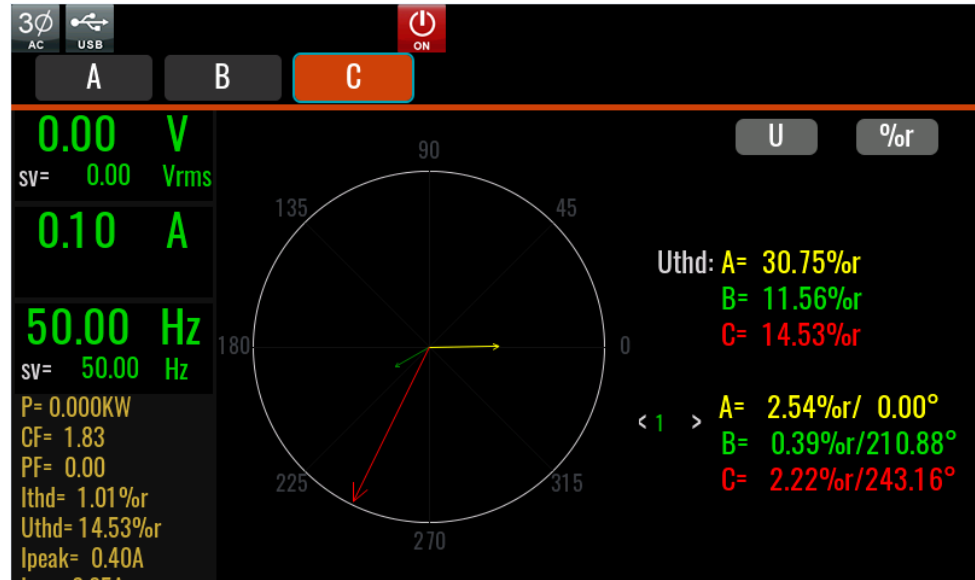 3Ø
AC
USB
ON
A B C
0.00 V
sv= 0.00 Vrms
0.10 A
50.00 Hz
sv= 50.00 Hz
P= 0.000KW
CF= 1.83
PF= 0.00
Ithd= 1.01%r
Uthd= 14.53%r
Ipeak= 0.40A
90
135
45
180
0
225
315
270
U %r
Uthd: A= 30.75%r
B= 11.56%r
C= 14.53%r
< 1 > A= 2.54%r/ 0.00°
B= 0.39%r/210.88°
C= 2.22%r/243.16°